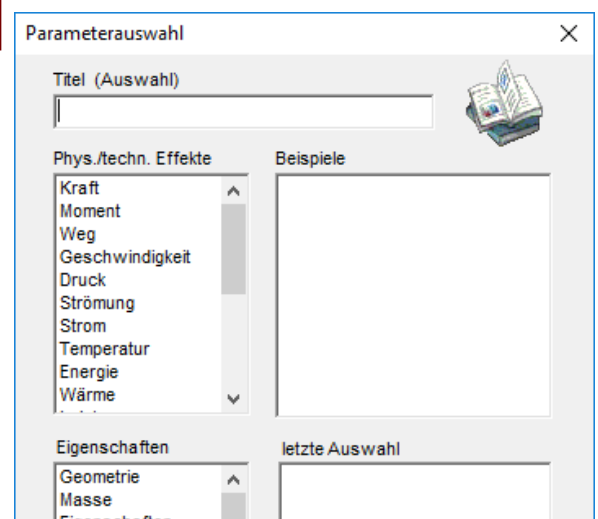 Parameterauswahl
Titel (Auswahl)
Phys./techn. Effekte
Kraft
Moment
Weg
Geschwindigkeit
Druck
Strömung
Strom
Temperatur
Energie
Wärme
Beispiele
Eigenschaften
Geometrie
Masse
letzte Auswahl